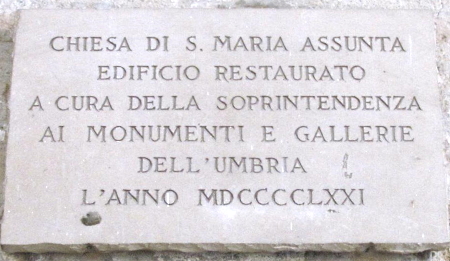 CHIESA DI S. MARIA ASSUNTA
EDIFICIO RESTAURATO
A CURA DELLA SOPRINTENDENZA
AI MONUMENTI E GALLERIE
DELL'UMBRIA
L'ANNO MDCCCCLXXI